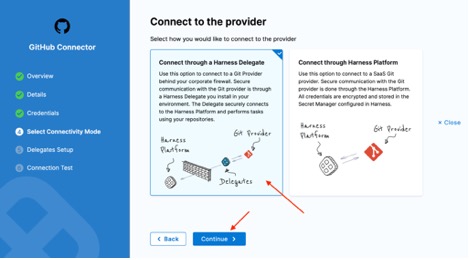 GitHub Connector
Overview
Details
Credentials
4 Select Connectivity Mode
5 Delegates Setup
6 Connection Test
Connect to the provider
Select how you would like to connect to the provider
Connect through a Harness Delegate
Use this option to connect to a Git Provider
behind your corporate firewall. Secure
communication with the Git provider is through
a Harness Delegate you install in your
environment. The Delegate securely connects
to the Harness Platform and performs tasks
using your repositories.
Harness
Platform
Git Provider
Delegates
Connect through Harness Platform
Use this option to connect to a SaaS Git
provider. Secure communication with the Git
provider is done through the Harness Platform.
All credentials are encrypted and stored in the
Secret Manager configured in Harness.
Harness
Platform
Git Provider
× Close
< Back
Continue >